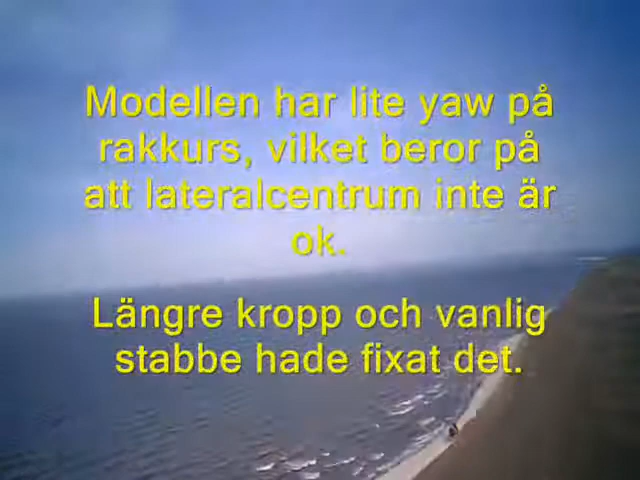 Modellen har lite yaw på
rakkurs, vilket beror på
att lateralcentrum inte är
ok.
Längre kropp och vanlig
stabbe hade fixat det.